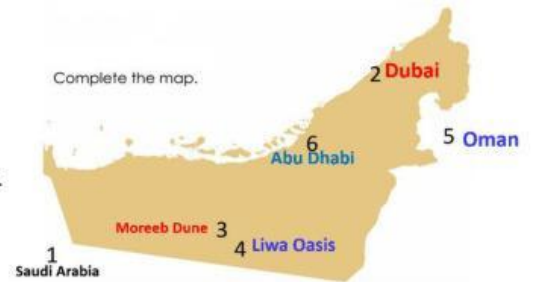 Complete the map.
2 Dubai
5 Oman
6
Abu Dhabi
Moreeb Dune 3
4 Liwa Oasis
1
Saudi Arabia